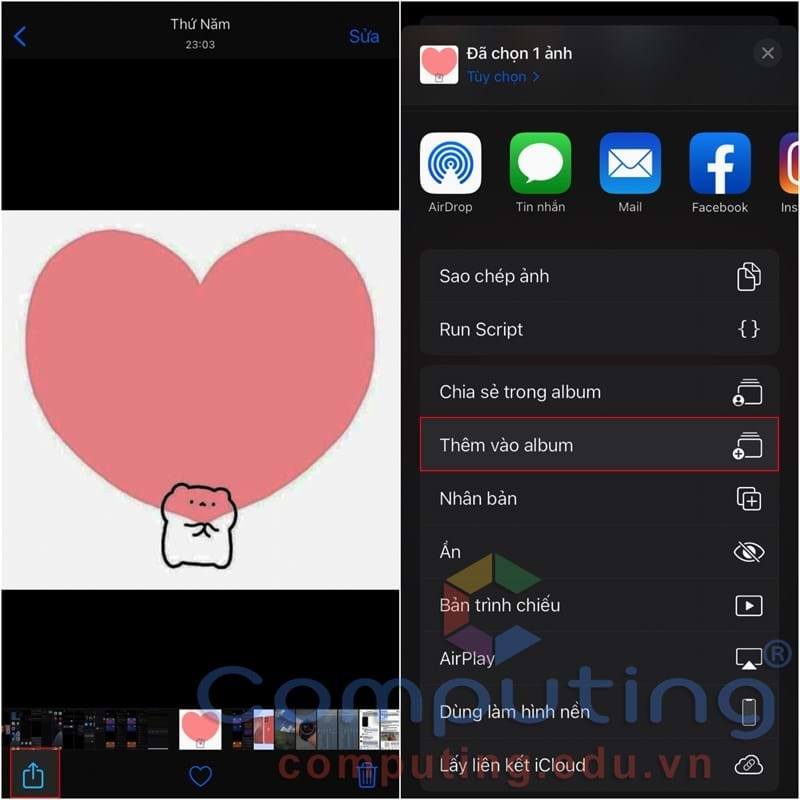 Thứ Năm
23:03
Sửa
Đã chọn 1 ảnh
Tùy chọn
AirDrop
Tin nhắn
Mail
Facebook
Ins
Sao chép ảnh
Run Script
Chia sẻ trong album
Thêm vào album
Nhân bản
Ẩn
Bản trình chiếu
AirPlay
Dùng làm hình nền
Lấy liên kết iCloud
Computing®
computing.edu.vn